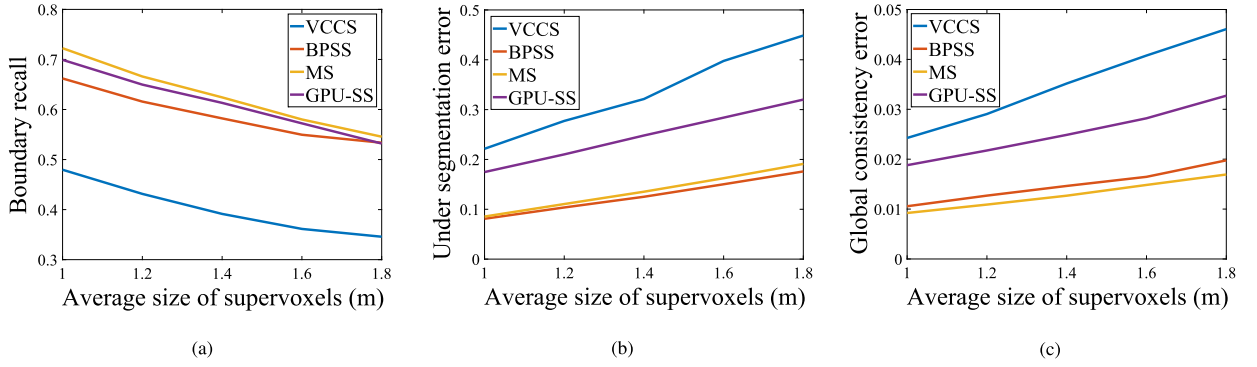 0.8
0.7
0.6
0.5
0.4
0.3
Boundary recall
VCCS
BPSS
MS
GPU-SS
1 1.2 1.4 1.6 1.8
Average size of supervoxels (m)
(a)
0.5
0.4
0.3
0.2
0.1
0
Under segmentation error
VCCS
BPSS
MS
GPU-SS
1 1.2 1.4 1.6 1.8
Average size of supervoxels (m)
(b)
0.05
0.04
0.03
0.02
0.01
0
Global consistency error
VCCS
BPSS
MS
GPU-SS
1 1.2 1.4 1.6 1.8
Average size of supervoxels (m)
(c)